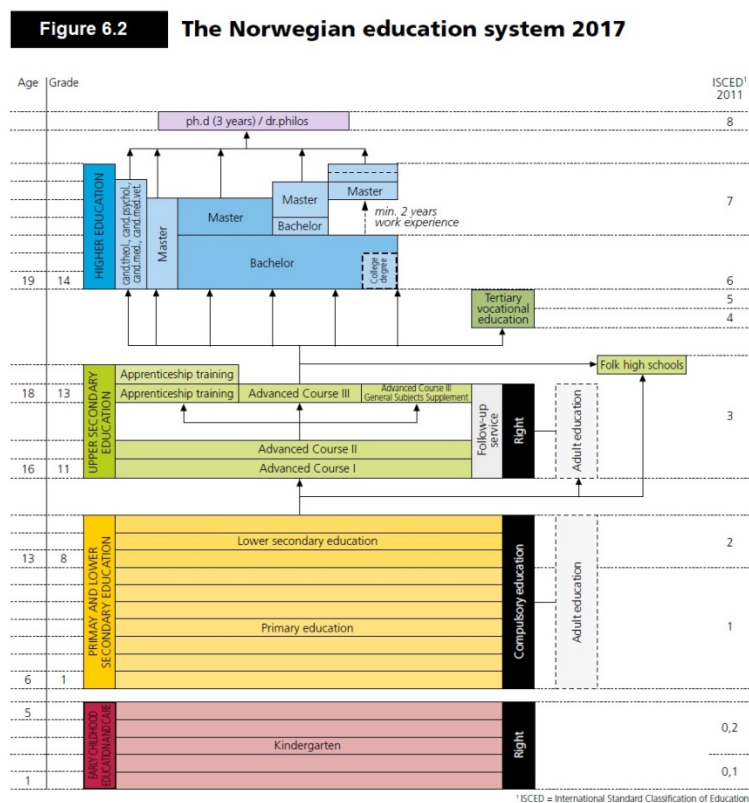 Figure 6.2
The Norwegian education system 2017
Age
Grade
ISCED¹
2011
ph.d (3 years) / dr.philos
8
HIGHER EDUCATION
cand.theol., cand.psychol.,
cand.med., cand.med.vet.
Master
Master
Master
Bachelor
Master
min. 2 years
work experience
7
Bachelor
College
degree
19
14
6
Tertiary
vocational
education
5
4
Folk high schools
UPPER SECONDARY
EDUCATION
Apprenticeship training
18
13
Apprenticeship training
Advanced Course III
Advanced Course III
General Subjects Supplement
Follow-up
service
Right
Adult education
3
Advanced Course II
16
11
Advanced Course I
PRIMAY AND LOWER
SECONDARY EDUCATION
Lower secondary education
2
13
8
Compulsory education
Adult education
Primary education
1
6
1
EARLY CHILDHOOD
EDUCATION AND CARE
5
0,2
Kindergarten
Right
0,1
1
¹ ISCED = International Standard Classification of Education